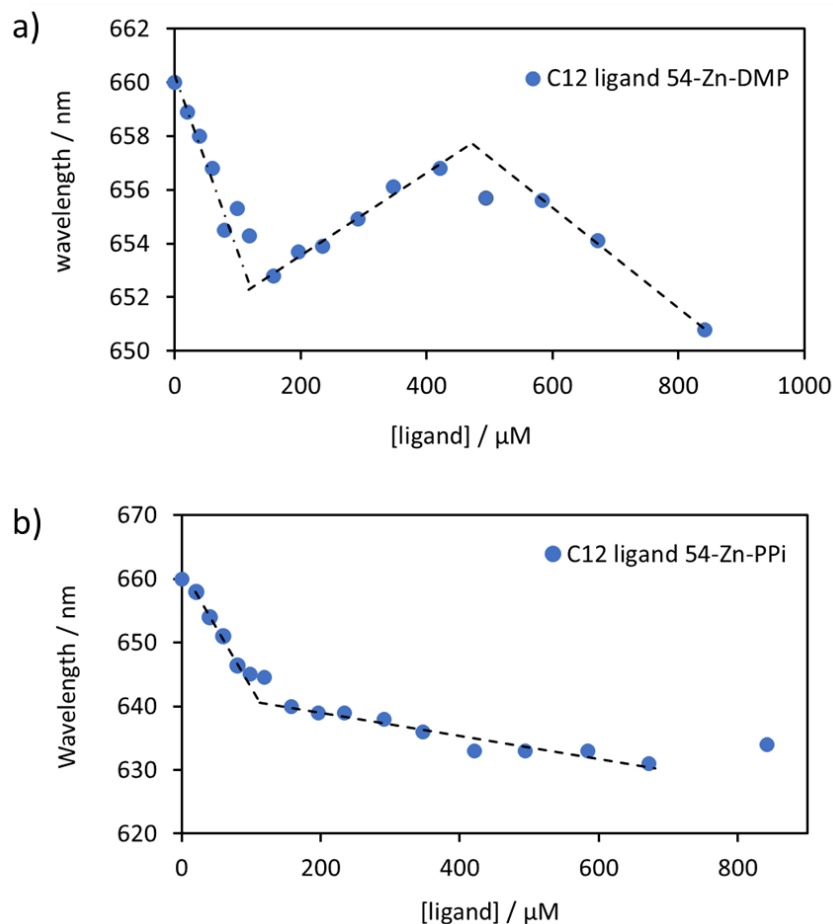 a)
662
660
658
656
654
652
650
wavelength / nm
C12 ligand 54-Zn-DMP
0 200 400 600 800 1000
[ligand] / µM
b)
670
660
650
640
630
620
Wavelength / nm
C12 ligand 54-Zn-PPi
0 200 400 600 800
[ligand] / µM